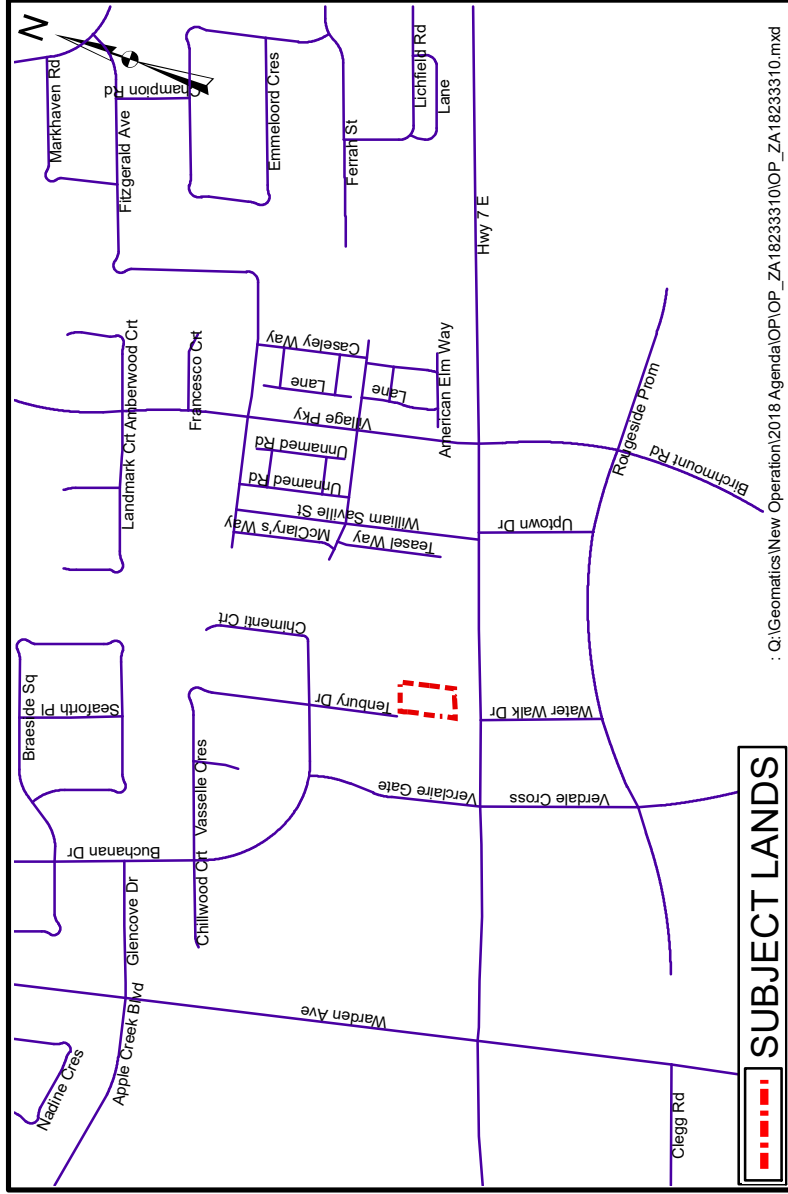 N
Markhaven Rd
Champion Rd
Fitzgerald Ave
Emmeloord Cres
Ferrah St
Lichfield Rd
Lane
Hwy 7 E
Landmark Crt
Amberwood Crt
Francesco Crt
Caseley Way
Lane
Lane
Village Pky
American Elm Way
Unnamed Rd
Unnamed Rd
William Saville St
McClary's Way
Teasel Way
Uptown Dr
Rougeside Prom
Birchmount Rd
Braeside Sq
Seaforth Pl
Chimenti Crt
Tenbury Dr
Vasselle Cres
Chillwood Crt
Buchanan Dr
Glencove Dr
Verclaire Gate
Water Walk Dr
Verdale Cross
Nadine Cres
Apple Creek Blvd
Warden Ave
Clegg Rd
SUBJECT LANDS
: Q:\Geomatics\New Operation\2018 Agenda\OP\OP_ZA18233310\OP_ZA18233310.mxd